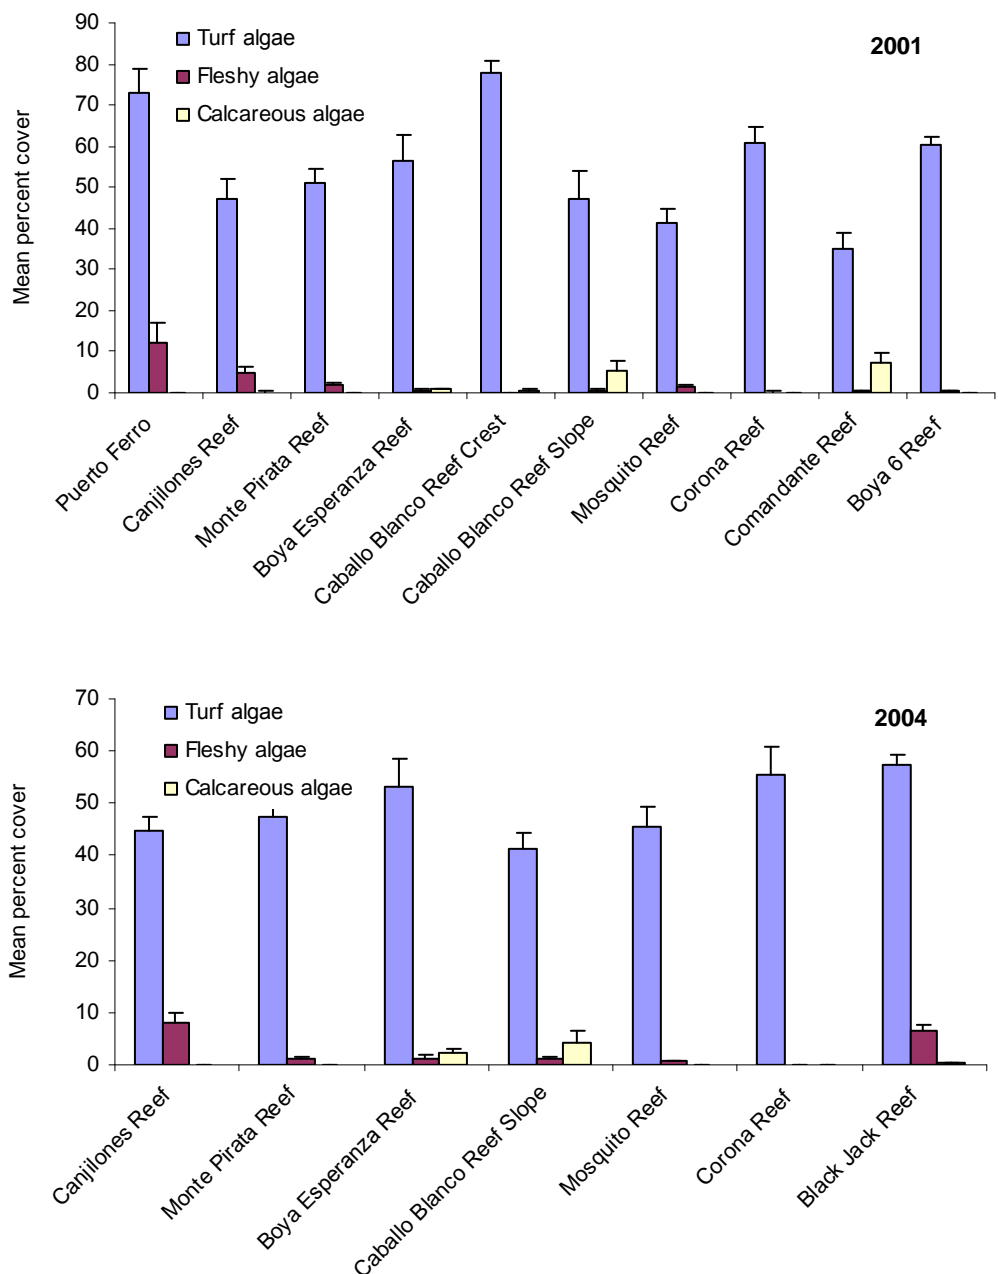 90
80
70
60
50
40
30
20
10
0
Mean percent cover
Turf algae
Fleshy algae
Calcareous algae
2001
Puerto Ferro
Canjilones Reef
Monte Pirata Reef
Boya Esperanza Reef
Caballo Blanco Reef Crest
Caballo Blanco Reef Slope
Mosquito Reef
Corona Reef
Comandante Reef
Boya 6 Reef
70
60
50
40
30
20
10
0
Mean percent cover
Turf algae
Fleshy algae
Calcareous algae
2004
Canjilones Reef
Monte Pirata Reef
Boya Esperanza Reef
Caballo Blanco Reef Slope
Mosquito Reef
Corona Reef
Black Jack Reef